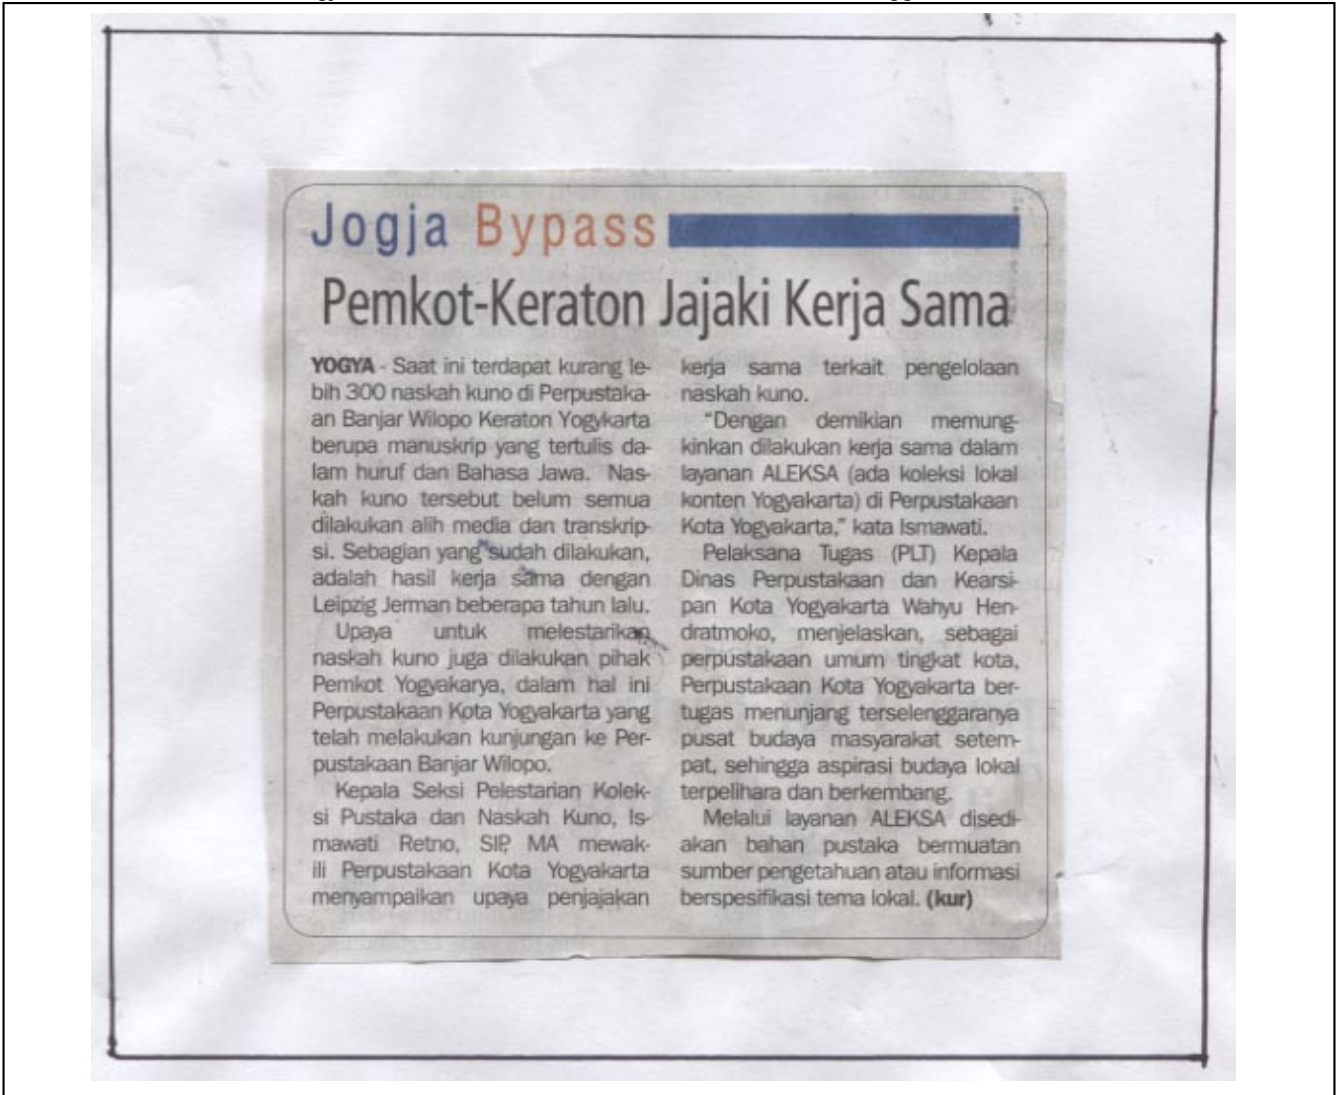 Jogja Bypass
Pemkot-Keraton Jajaki Kerja Sama
YOGYA - Saat ini terdapat kurang le-
bih 300 naskah kuno di Perpustaka-
an Banjar Wilopo Keraton Yogykarta
berupa manuskrip yang tertulis da-
lam huruf dan Bahasa Jawa. Nas-
kah kuno tersebut belum semua
dilakukan alih media dan transkrip-
si. Sebagian yang sudah dilakukan,
adalah hasil kerja sama dengan
Leipzig Jerman beberapa tahun lalu.
Upaya untuk melestarikan
naskah kuno juga dilakukan pihak
Pemkot Yogyakarya, dalam hal ini
Perpustakaan Kota Yogyakarta yang
telah melakukan kunjungan ke Per-
pustakaan Banjar Wilopo.
Kepala Seksi Pelestarian Kolek-
si Pustaka dan Naskah Kuno, Is-
mawati Retno, SIP, MA mewak-
ili Perpustakaan Kota Yogyakarta
menyampaikan upaya penjajakan
kerja sama terkait pengelolaan
naskah kuno.
"Dengan demikian memung-
kinkan dilakukan kerja sama dalam
layanan ALEKSA (ada koleksi lokal
konten Yogyakarta) di Perpustakaan
Kota Yogyakarta," kata Ismawati.
Pelaksana Tugas (PLT) Kepala
Dinas Perpustakaan dan Kearsi-
pan Kota Yogyakarta Wahyu Hen-
dratmoko, menjelaskan, sebagai
perpustakaan umum tingkat kota,
Perpustakaan Kota Yogyakarta ber-
tugas menunjang terselenggaranya
pusat budaya masyarakat setem-
pat, sehingga aspirasi budaya lokal
terpelihara dan berkembang.
Melalui layanan ALEKSA disedi-
akan bahan pustaka bermuatan
sumber pengetahuan atau informasi
berspesifikasi tema lokal. (kur)